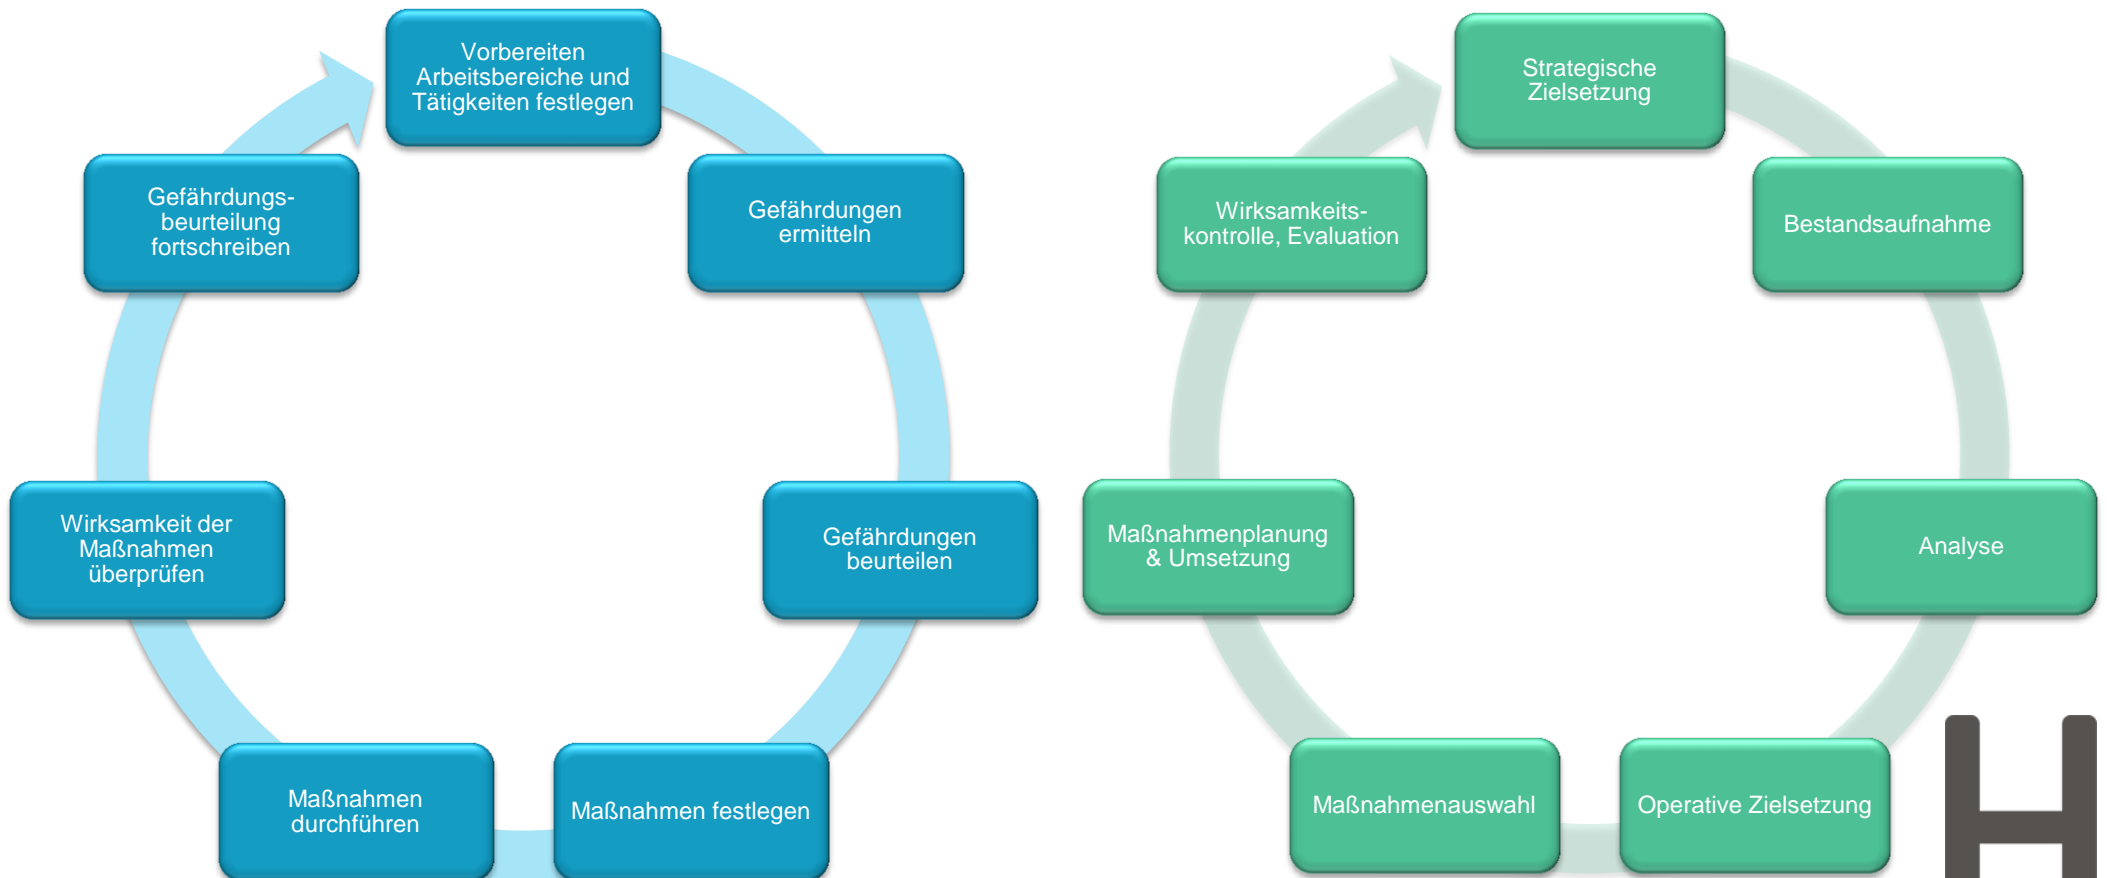 Vorbereiten
Arbeitsbereiche und
Tätigkeiten festlegen
Gefährdungen
ermitteln
Gefährdungen
beurteilen
Maßnahmen festlegen
Maßnahmen
durchführen
Wirksamkeit der
Maßnahmen
überprüfen
Gefährdungs-
beurteilung
fortschreiben
Strategische
Zielsetzung
Bestandsaufnahme
Analyse
Operative Zielsetzung
Maßnahmenauswahl
Maßnahmenplanung
& Umsetzung
Wirksamkeits-
kontrolle, Evaluation
H